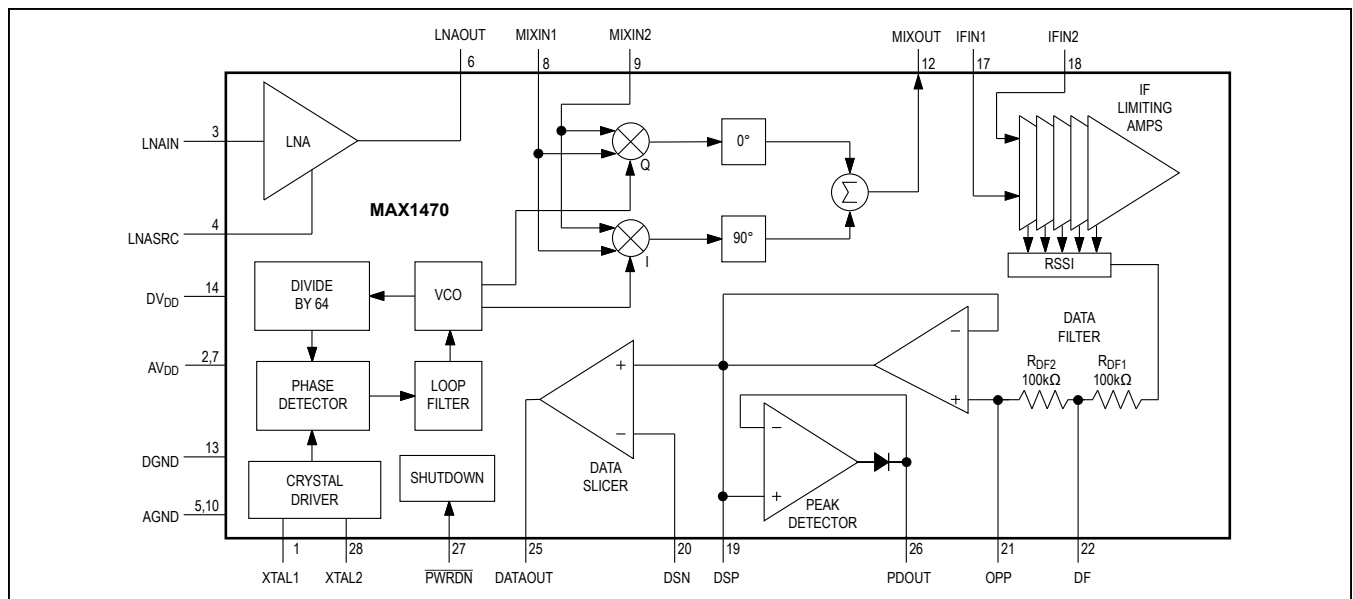 LNAOUT
MIXIN1
MIXIN2
MIXOUT
IFIN1
IFIN2
6
8
9
12
17
18
IF
LIMITING
AMPS
LNAIN
3
LNA
0°
Q
Σ
MAX1470
LNASRC
4
90°
I
RSSI
DVDD
14
DIVIDE
BY 64
VCO
DATA
FILTER
AVDD
2,7
PHASE
DETECTOR
LOOP
FILTER
+
−
DATA
SLICER
−
+
RDF2
100kΩ
RDF1
100kΩ
−
+
PEAK
DETECTOR
DGND
13
CRYSTAL
DRIVER
SHUTDOWN
AGND
5,10
1
28
27
25
20
19
26
21
22
XTAL1
XTAL2
PWRDN
DATAOUT
DSN
DSP
PDOUT
OPP
DF